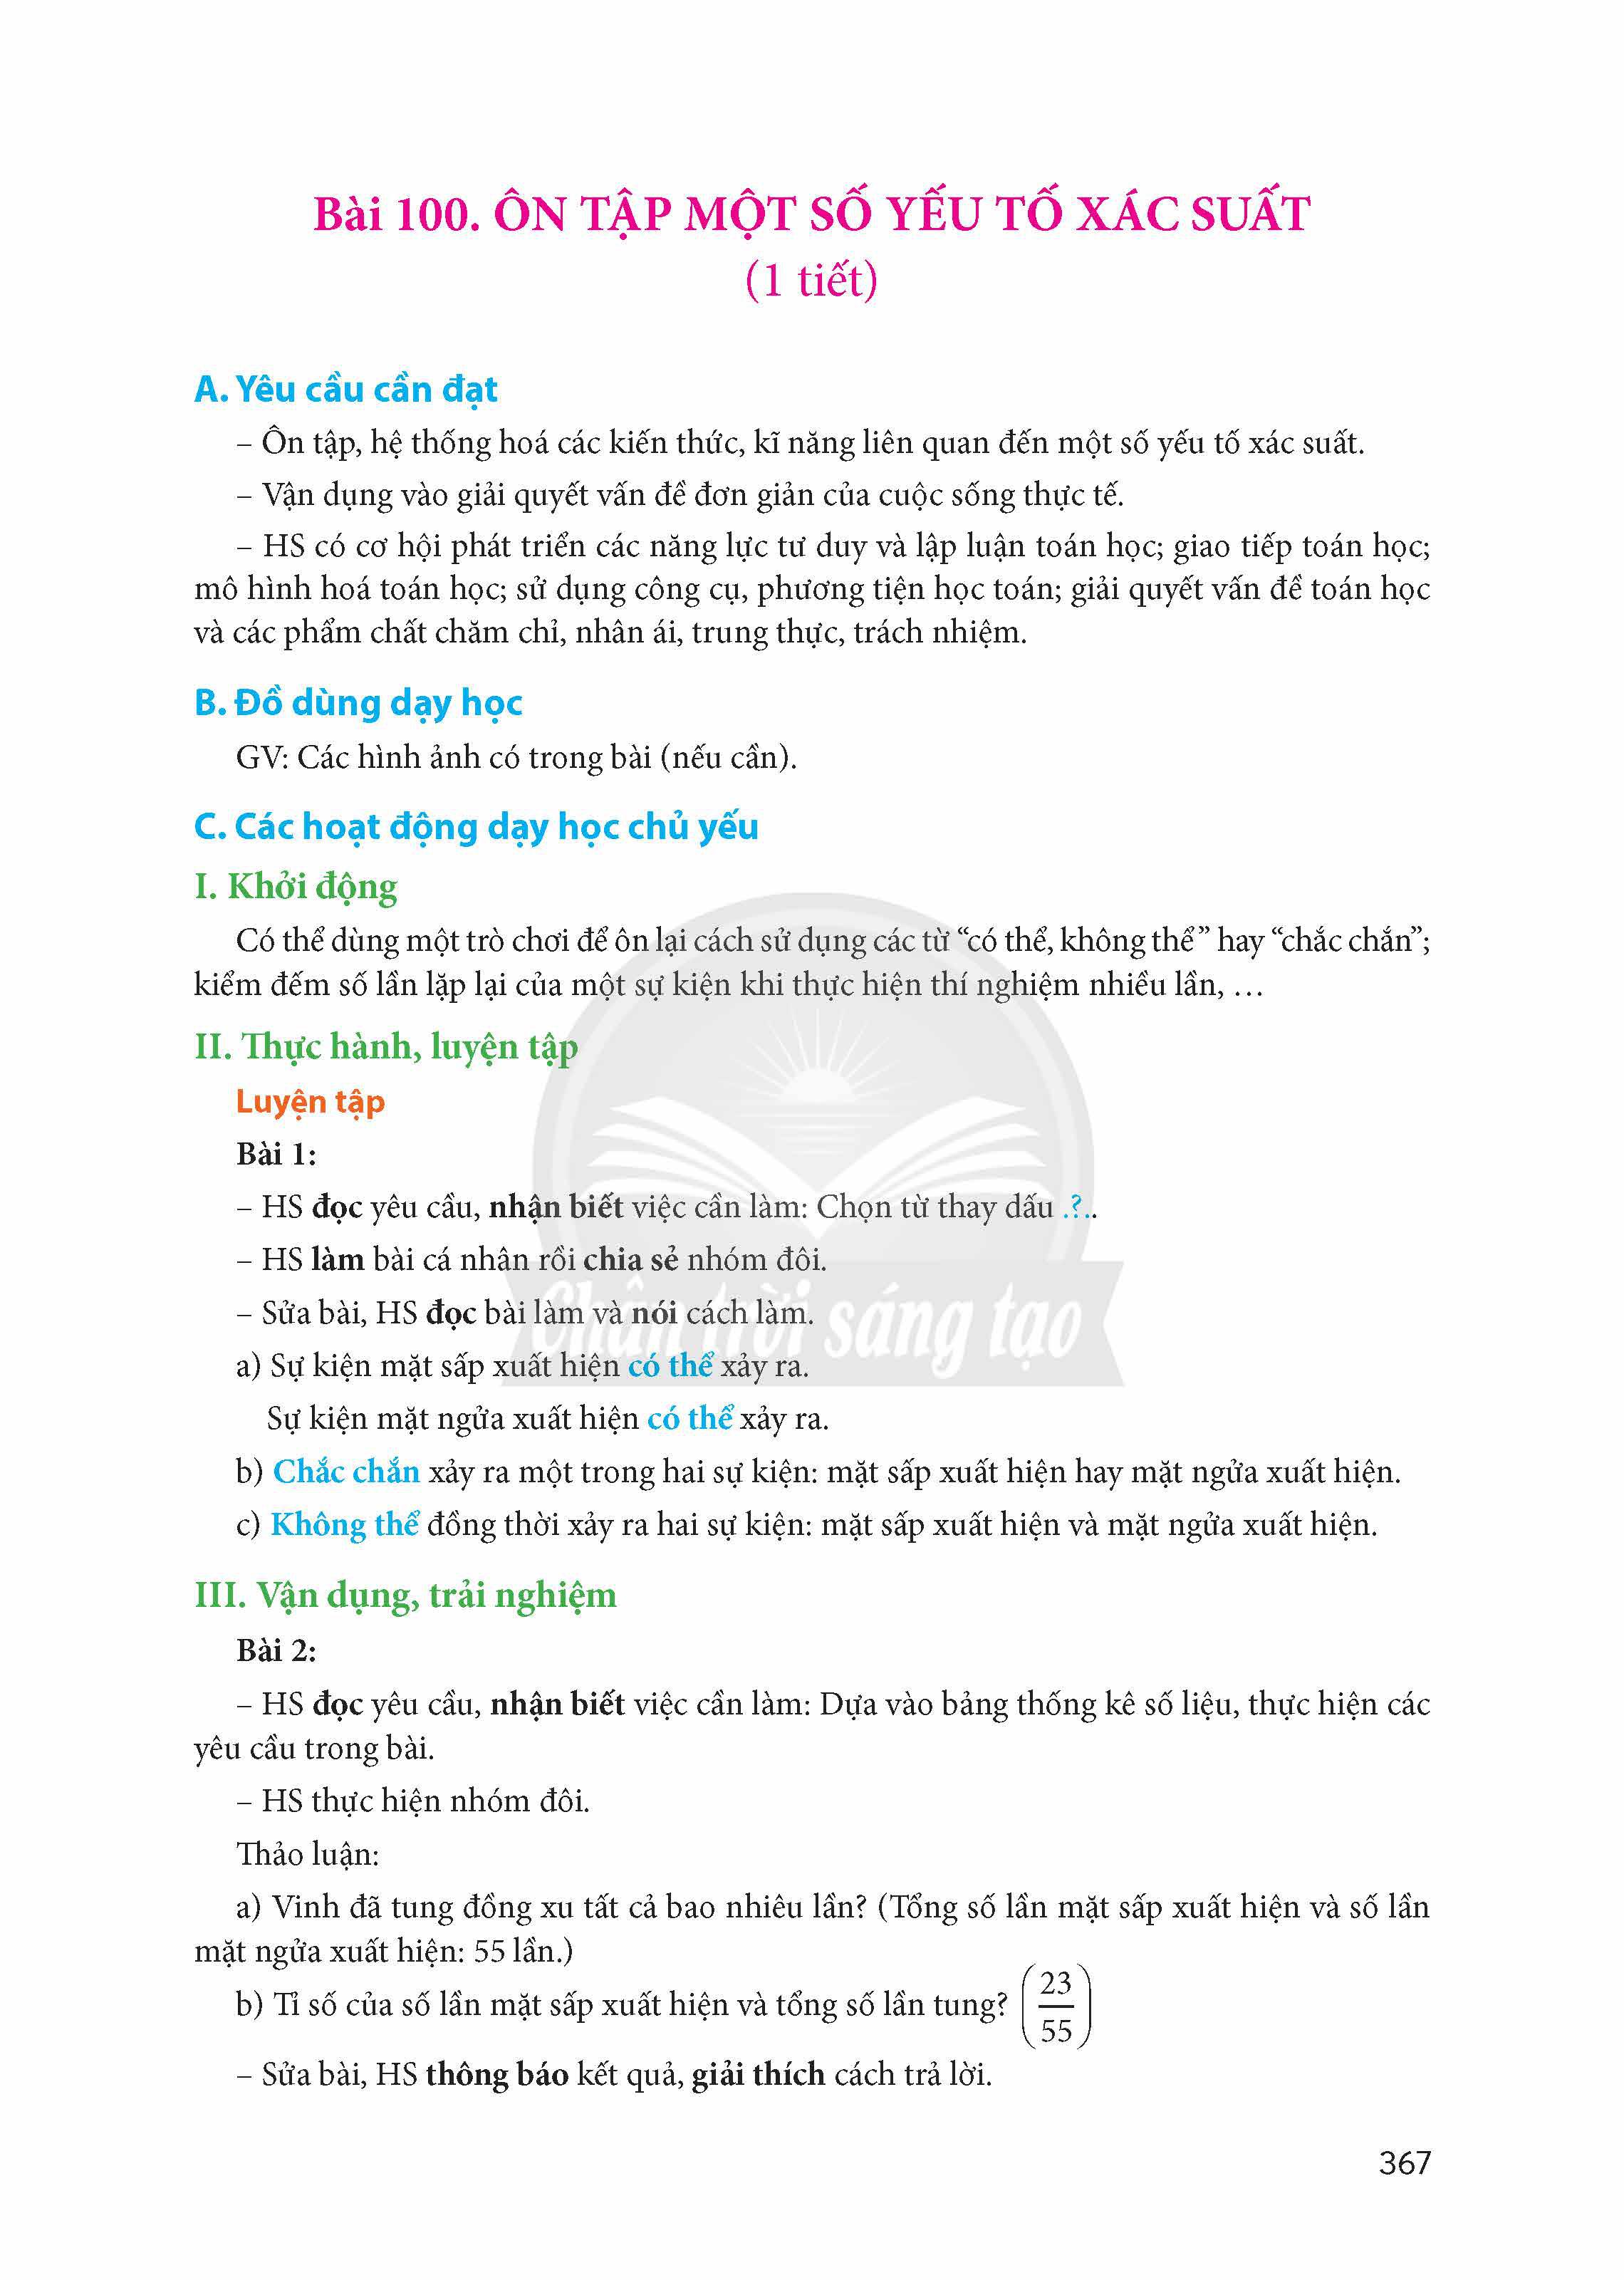 Bài 100. ÔN TẬP MỘT SỐ YẾU TỐ XÁC SUẤT
(1 tiết)
A. Yêu cầu cần đạt
– Ôn tập, hệ thống hoá các kiến thức, kĩ năng liên quan đến một số yếu tố xác suất.
– Vận dụng vào giải quyết vấn đề đơn giản của cuộc sống thực tế.
– HS có cơ hội phát triển các năng lực tư duy và lập luận toán học; giao tiếp toán học;
mô hình hoá toán học; sử dụng công cụ, phương tiện học toán; giải quyết vấn đề toán học
và các phẩm chất chăm chỉ, nhân ái, trung thực, trách nhiệm.
B. Đồ dùng dạy học
GV: Các hình ảnh có trong bài (nếu cần).
C. Các hoạt động dạy học chủ yếu
I. Khởi động
Có thể dùng một trò chơi để ôn lại cách sử dụng các từ “có thể, không thể” hay “chắc chắn”;
kiểm đếm số lần lặp lại của một sự kiện khi thực hiện thí nghiệm nhiều lần, …
II. Thực hành, luyện tập
Luyện tập
Bài 1:
– HS đọc yêu cầu, nhận biết việc cần làm: Chọn từ thay dấu .?..
– HS làm bài cá nhân rồi chia sẻ nhóm đôi.
Chân trời sáng tạo
– Sửa bài, HS đọc bài làm và nói cách làm.
a) Sự kiện mặt sấp xuất hiện có thể xảy ra.
Sự kiện mặt ngửa xuất hiện có thể xảy ra.
b) Chắc chắn xảy ra một trong hai sự kiện: mặt sấp xuất hiện hay mặt ngửa xuất hiện.
c) Không thể đồng thời xảy ra hai sự kiện: mặt sấp xuất hiện và mặt ngửa xuất hiện.
III. Vận dụng, trải nghiệm
Bài 2:
– HS đọc yêu cầu, nhận biết việc cần làm: Dựa vào bảng thống kê số liệu, thực hiện các
yêu cầu trong bài.
– HS thực hiện nhóm đôi.
Thảo luận:
a) Vinh đã tung đồng xu tất cả bao nhiêu lần? (Tổng số lần mặt sấp xuất hiện và số lần
mặt ngửa xuất hiện: 55 lần.)
b) Tỉ số của số lần mặt sấp xuất hiện và tổng số lần tung? (23/55)
– Sửa bài, HS thông báo kết quả, giải thích cách trả lời.
367